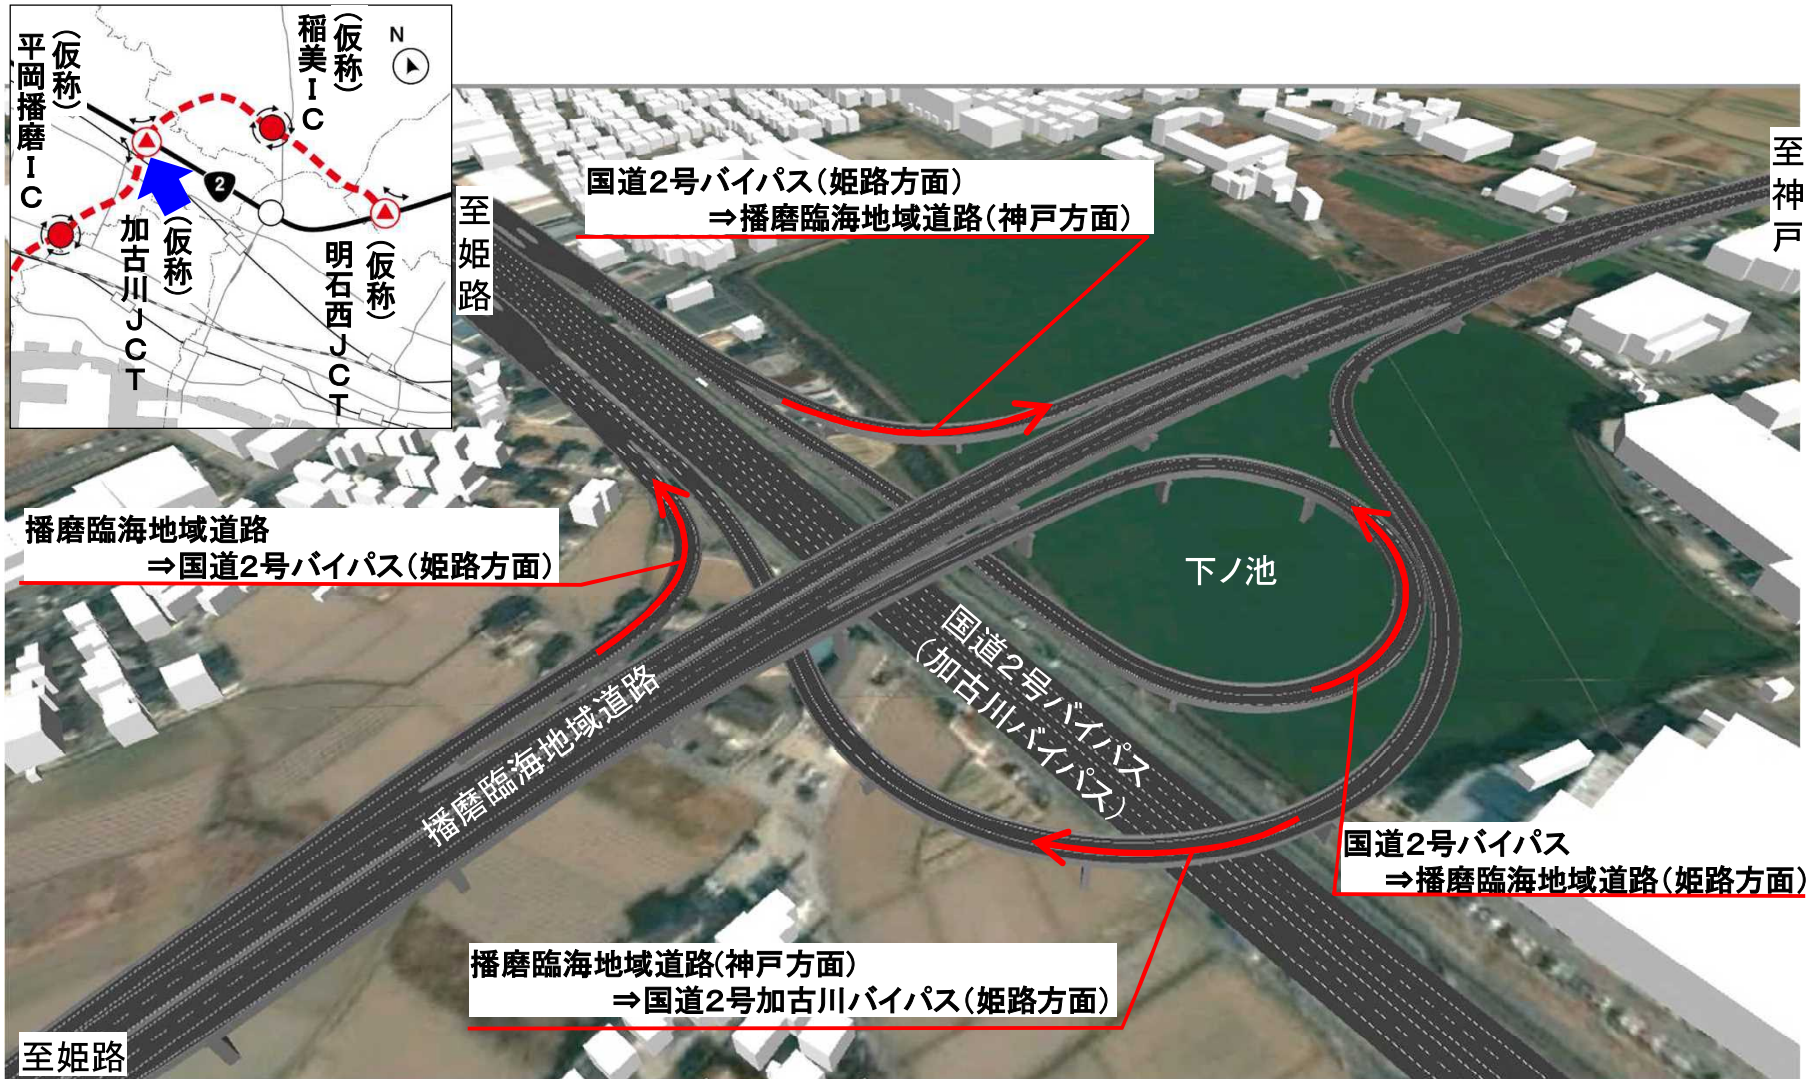 (仮称)
平岡播磨IC
(仮称)
稲美IC
N
2
(仮称)
加古川JCT
(仮称)
明石西JCT
至姫路
至神戸
国道2号バイパス(姫路方面)
⇒播磨臨海地域道路(神戸方面)
播磨臨海地域道路
⇒国道2号バイパス(姫路方面)
下ノ池
国道2号バイパス
(加古川バイパス)
播磨臨海地域道路
国道2号バイパス
⇒播磨臨海地域道路(姫路方面)
播磨臨海地域道路(神戸方面)
⇒国道2号加古川バイパス(姫路方面)
至姫路